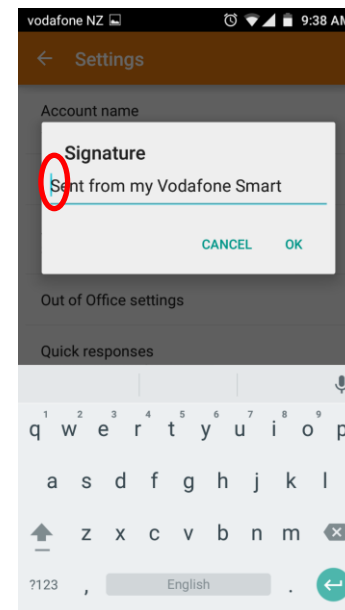 vodafone NZ 9:38 AM
Settings
Account name
Signature
Sent from my Vodafone Smart
CANCEL OK
Out of Office settings
Quick responses
1 2 3 4 5 6 7 8 9
q w e r t y u i o p
a s d f g h j k l
z x c v b n m
?123 , English .